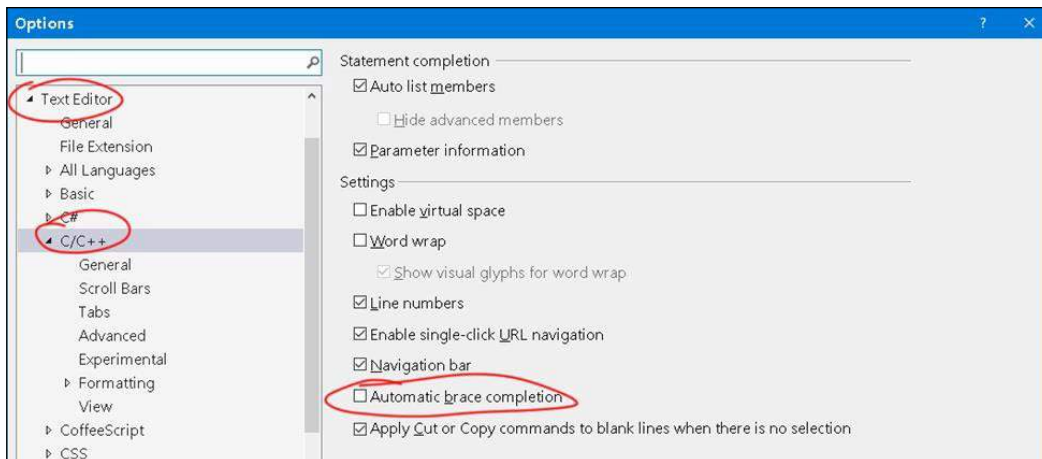 Options
Text Editor
General
File Extension
All Languages
Basic
C#
C/C++
General
Scroll Bars
Tabs
Advanced
Experimental
Formatting
View
CoffeeScript
CSS
Statement completion
Auto list members
Hide advanced members
Parameter information
Settings
Enable virtual space
Word wrap
Show visual glyphs for word wrap
Line numbers
Enable single-click URL navigation
Navigation bar
Automatic brace completion
Apply Cut or Copy commands to blank lines when there is no selection